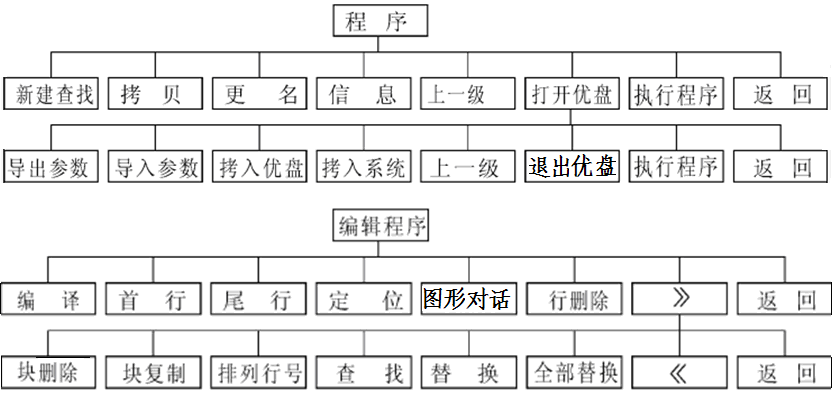 程 序
新建查找 拷 贝 更 名 信 息 上一级 打开优盘 执行程序 返 回
导出参数 导入参数 拷入优盘 拷入系统 上一级 退出优盘 执行程序 返 回
编辑程序
编 译 首 行 尾 行 定 位 图形对话 行删除 》 返 回
块删除 块复制 排列行号 查 找 替 换 全部替换 《 返 回